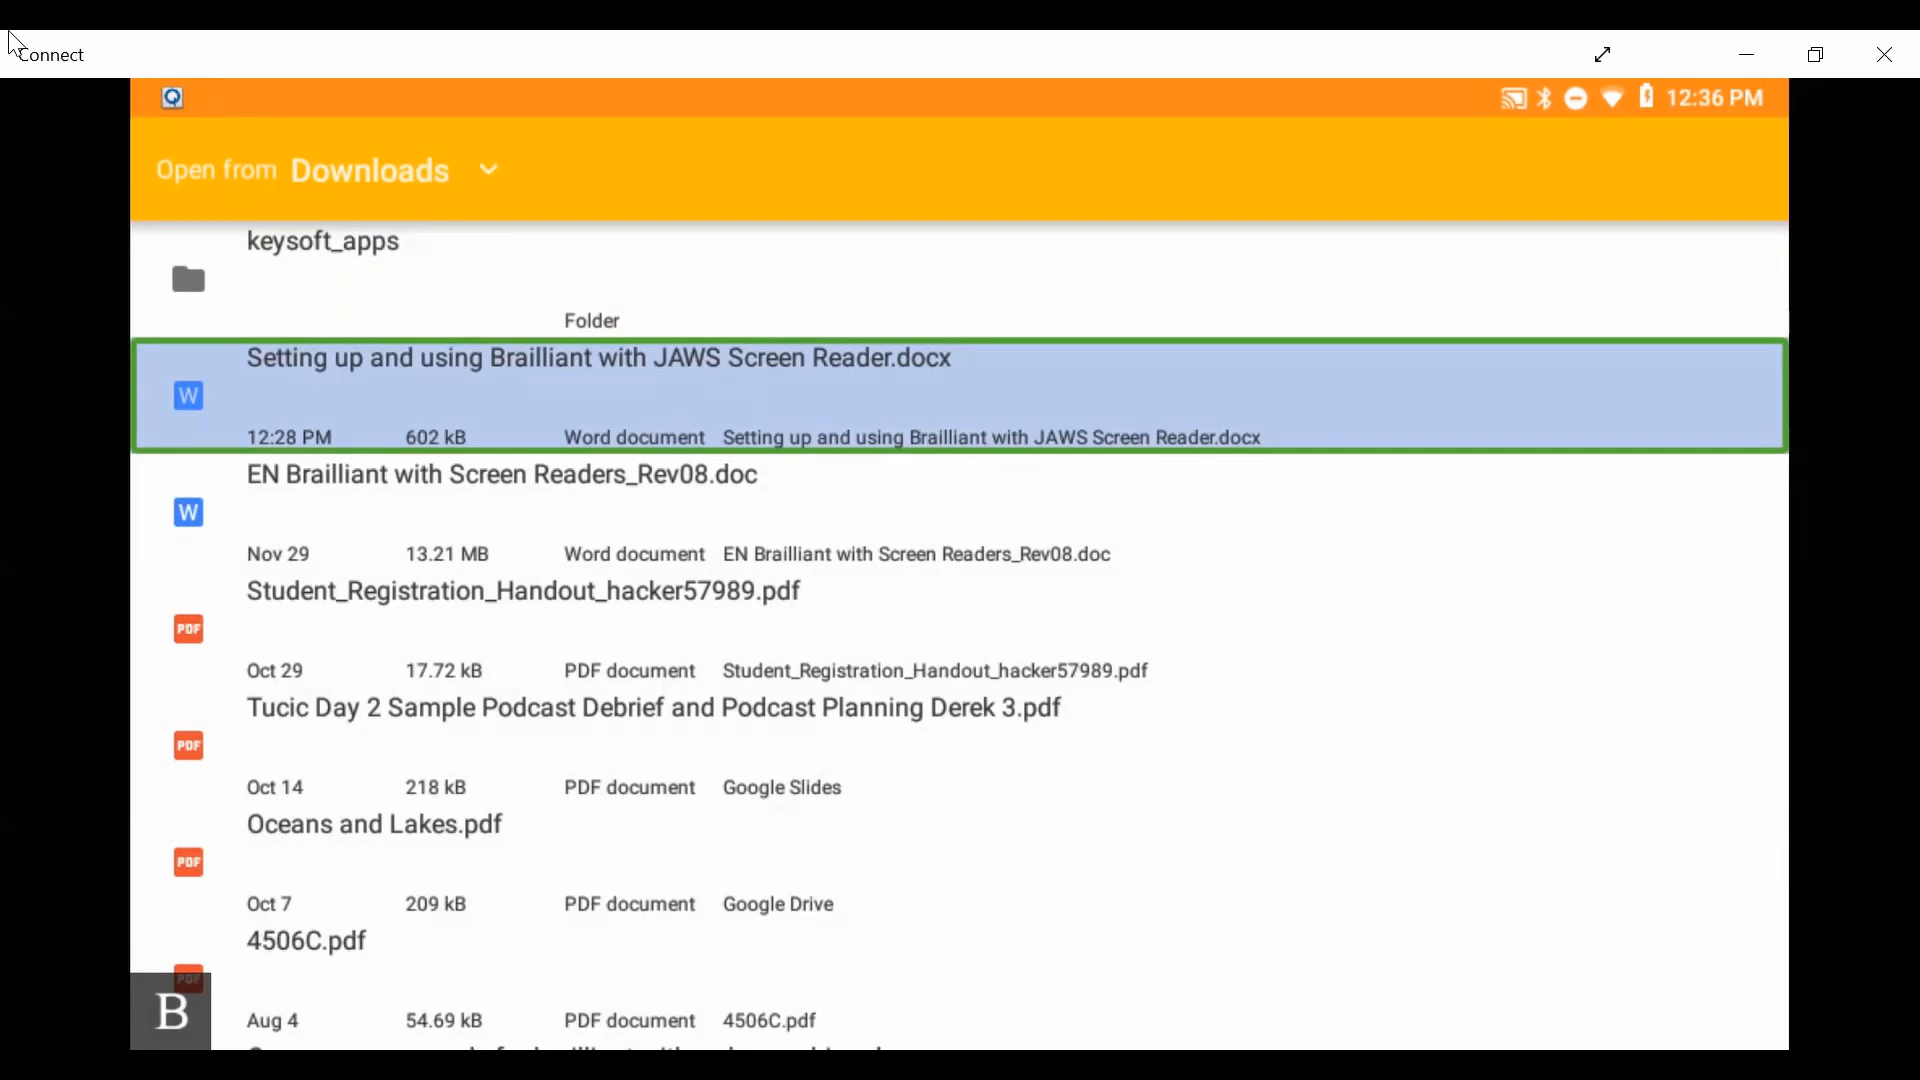 Connect
12:36 PM
Open from Downloads
keysoft_apps
Folder
Setting up and using Brailliant with JAWS Screen Reader.docx
W
12:28 PM 602 kB Word document Setting up and using Brailliant with JAWS Screen Reader.docx
EN Brailliant with Screen Readers_Rev08.doc
W
Nov 29 13.21 MB Word document EN Brailliant with Screen Readers_Rev08.doc
Student_Registration_Handout_hacker57989.pdf
PDF
Oct 29 17.72 kB PDF document Student_Registration_Handout_hacker57989.pdf
Tucic Day 2 Sample Podcast Debrief and Podcast Planning Derek 3.pdf
PDF
Oct 14 218 kB PDF document Google Slides
Oceans and Lakes.pdf
PDF
Oct 7 209 kB PDF document Google Drive
4506C.pdf
PDF
B
Aug 4 54.69 kB PDF document 4506C.pdf